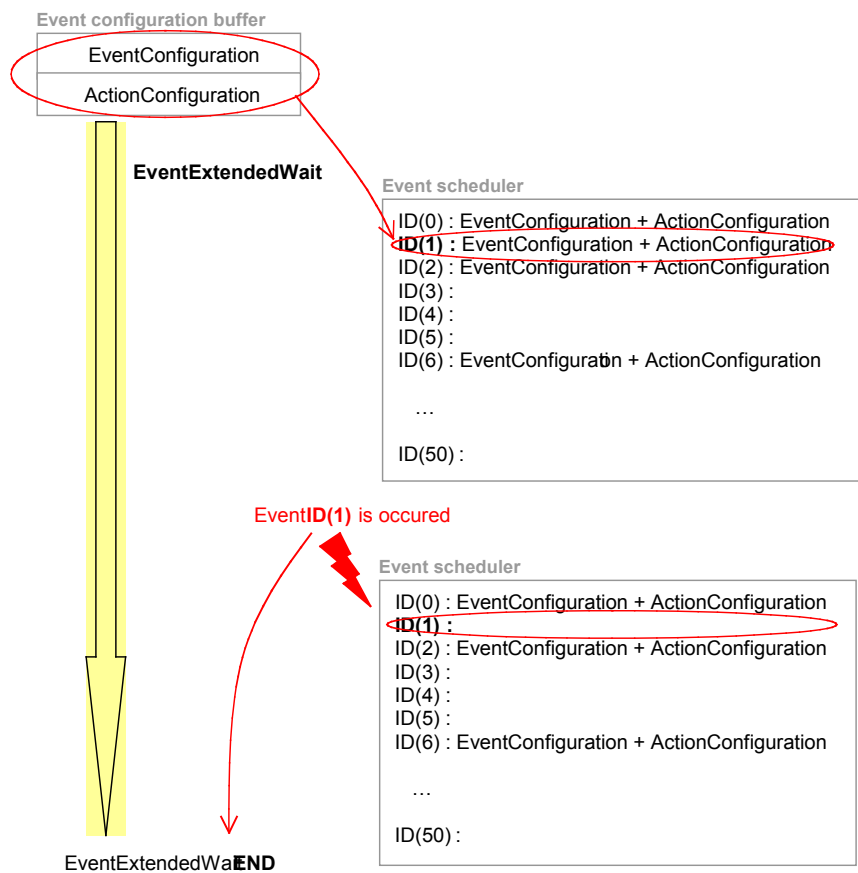 Event configuration buffer
EventConfiguration
ActionConfiguration
EventExtendedWait
Event scheduler
ID(0) : EventConfiguration + ActionConfiguration
ID(1) : EventConfiguration + ActionConfiguration
ID(2) : EventConfiguration + ActionConfiguration
ID(3) :
ID(4) :
ID(5) :
ID(6) : EventConfiguration + ActionConfiguration
...
ID(50) :
EventID(1) is occured
Event scheduler
ID(0) : EventConfiguration + ActionConfiguration
ID(1) :
ID(2) : EventConfiguration + ActionConfiguration
ID(3) :
ID(4) :
ID(5) :
ID(6) : EventConfiguration + ActionConfiguration
...
ID(50) :
EventExtendedWaitEND